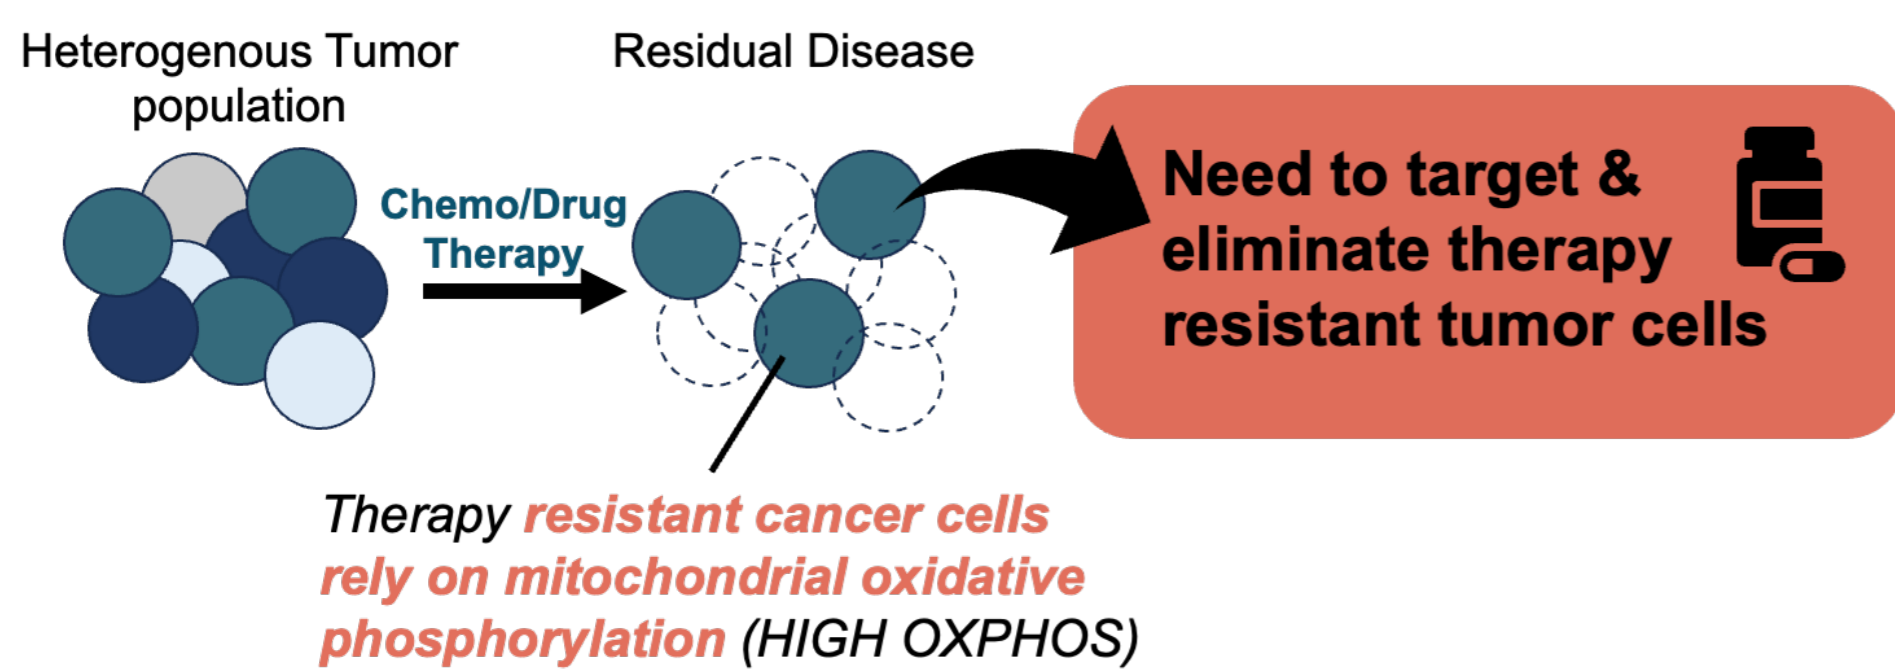 Heterogenous Tumor
population
Residual Disease
Chemo/Drug
Therapy
Need to target &
eliminate therapy
resistant tumor cells
Therapy resistant cancer cells
rely on mitochondrial oxidative
phosphorylation (HIGH OXPHOS)